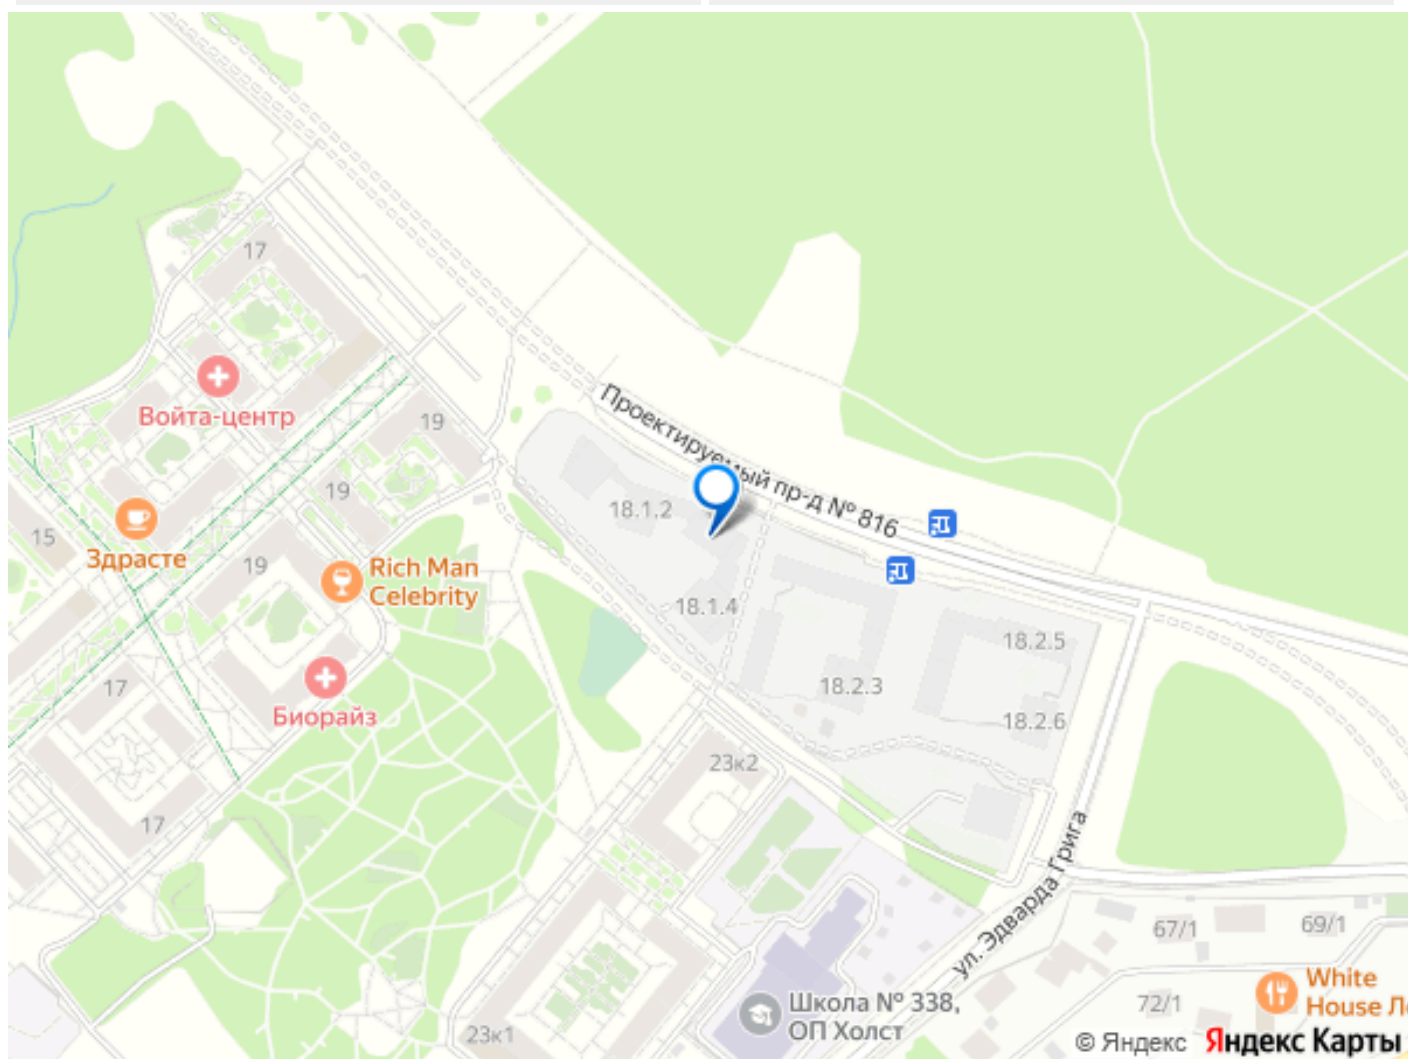 17
Войта-центр
19
Проектируемый пр-д № 816
19
18.1.2
15
Здрасте
19
Rich Man
Celebrity
18.1.4
18.2.5
17
Биорайз
18.2.3
18.2.6
23к2
17
ул. Эдварда Грига
67/1
69/1
White
House Л
72/1
Школа № 338,
ОП Холст
23к1
© Яндекс Яндекс Карты